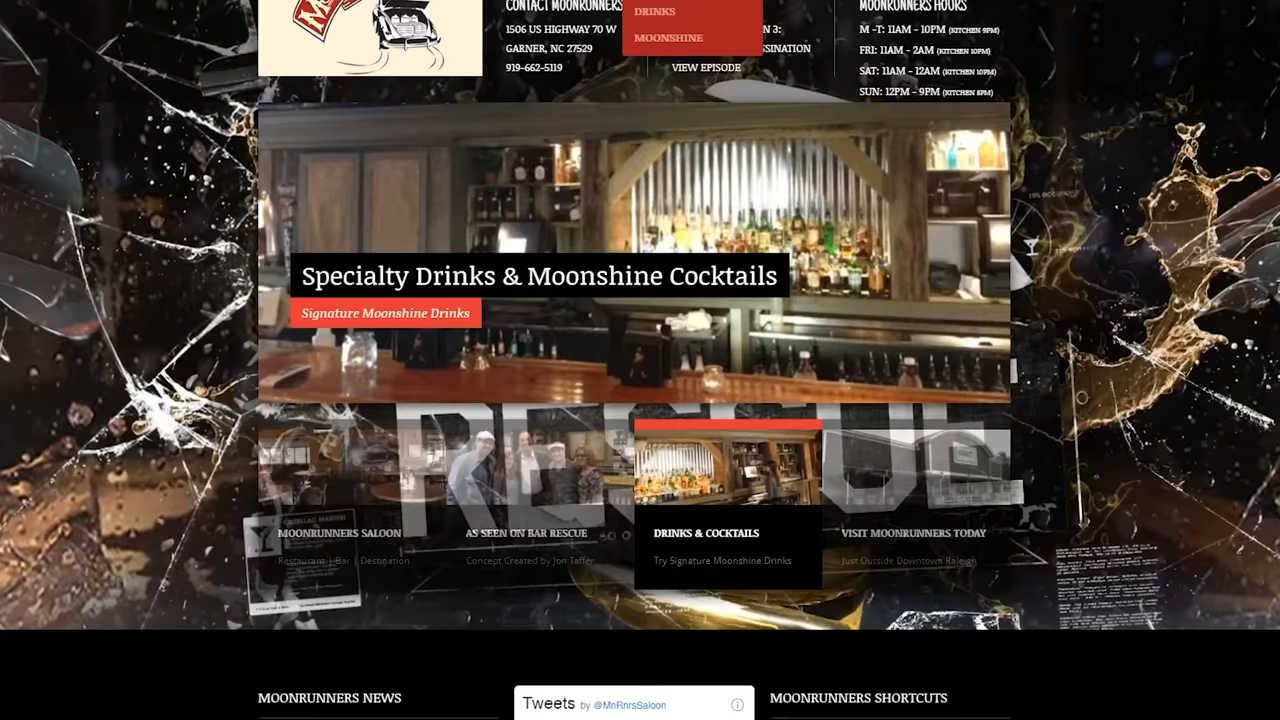 CONTACT MOONRUNNERS
1506 US HIGHWAY 70 W
GARNER, NC 27529
919-662-5119
DRINKS
MOONSHINE
N 3:
SSINATION
VIEW EPISODE
MOONRUNNERS HOURS
M -T: 11AM - 10PM (KITCHEN 9PM)
FRI: 11AM - 2AM (KITCHEN 10PM)
SAT: 11AM - 12AM (KITCHEN 10PM)
SUN: 12PM - 9PM (KITCHEN 8PM)
Specialty Drinks & Moonshine Cocktails
Signature Moonshine Drinks
RESCUE
MOONRUNNERS SALOON
Restaurant | Bar | Destination
AS SEEN ON BAR RESCUE
Concept Created by Jon Taffer
DRINKS & COCKTAILS
Try Signature Moonshine Drinks
VISIT MOONRUNNERS TODAY
Just Outside Downtown Raleigh
MOONRUNNERS NEWS
Tweets by @MnRnrsSaloon
MOONRUNNERS SHORTCUTS